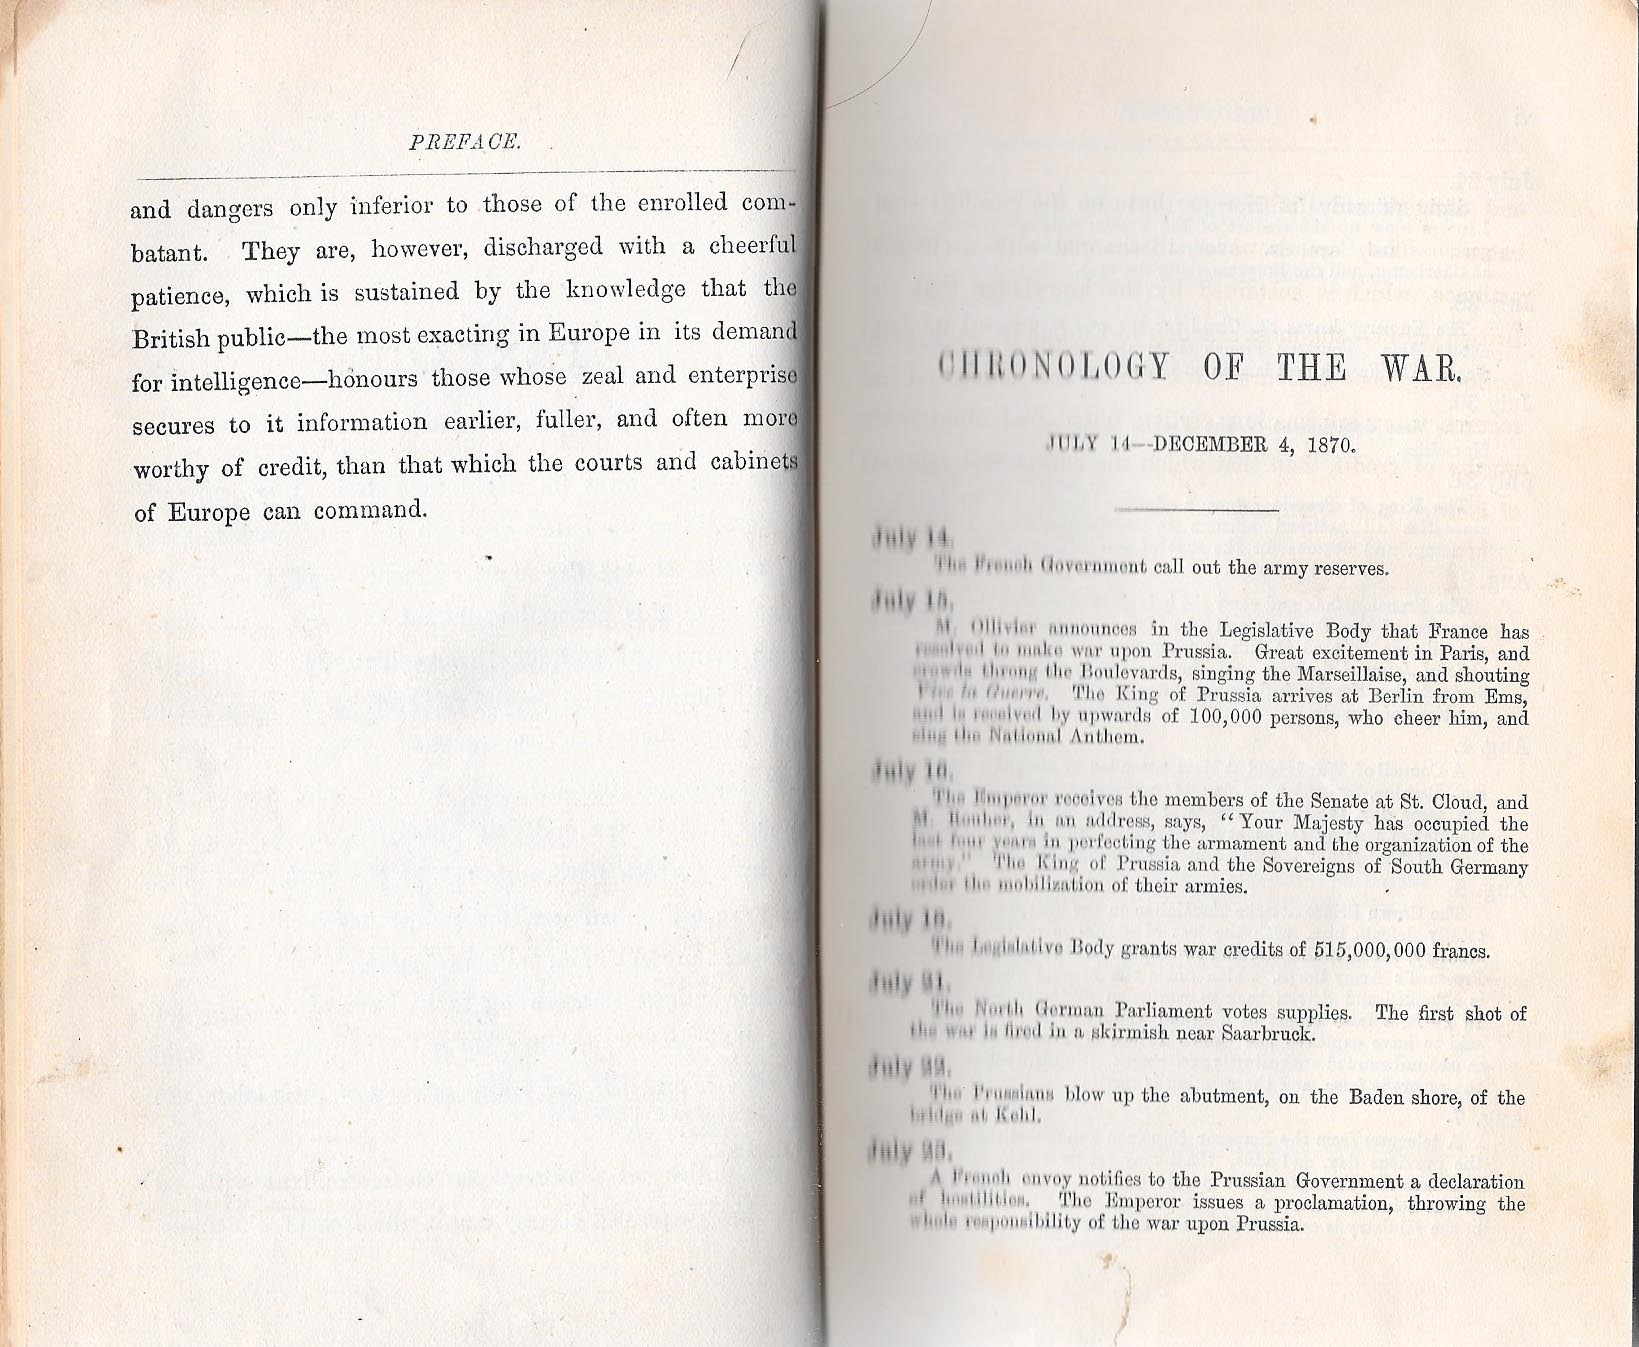 PREFACE.
and dangers only inferior to those of the enrolled com-
batant. They are, however, discharged with a cheerful
patience, which is sustained by the knowledge that the
British public—the most exacting in Europe in its demand
for intelligence—honours those whose zeal and enterprise
secures to it information earlier, fuller, and often more
worthy of credit, than that which the courts and cabinets
of Europe can command.
CHRONOLOGY OF THE WAR.
JULY 14—DECEMBER 4, 1870.
July 14.
The French Government call out the army reserves.
July 15.
M. Ollivier announces in the Legislative Body that France has
resolved to make war upon Prussia. Great excitement in Paris, and
crowds throng the Boulevards, singing the Marseillaise, and shouting
Vive la Guerre. The King of Prussia arrives at Berlin from Ems,
and is received by upwards of 100,000 persons, who cheer him, and
sing the National Anthem.
July 16.
The Emperor receives the members of the Senate at St. Cloud, and
M. Rouher, in an address, says, “Your Majesty has occupied the
last four years in perfecting the armament and the organization of the
army.” The King of Prussia and the Sovereigns of South Germany
order the mobilization of their armies.
July
The Legislative Body grants war credits of 515,000,000 francs.
July 21.
The North German Parliament votes supplies. The first shot of
the war is fired in a skirmish near Saarbruck.
July 22.
The Prussians blow up the abutment, on the Baden shore, of the
bridge at Kehl.
July 23.
A French envoy notifies to the Prussian Government a declaration
of hostilities. The Emperor issues a proclamation, throwing the
whole responsibility of the war upon Prussia.